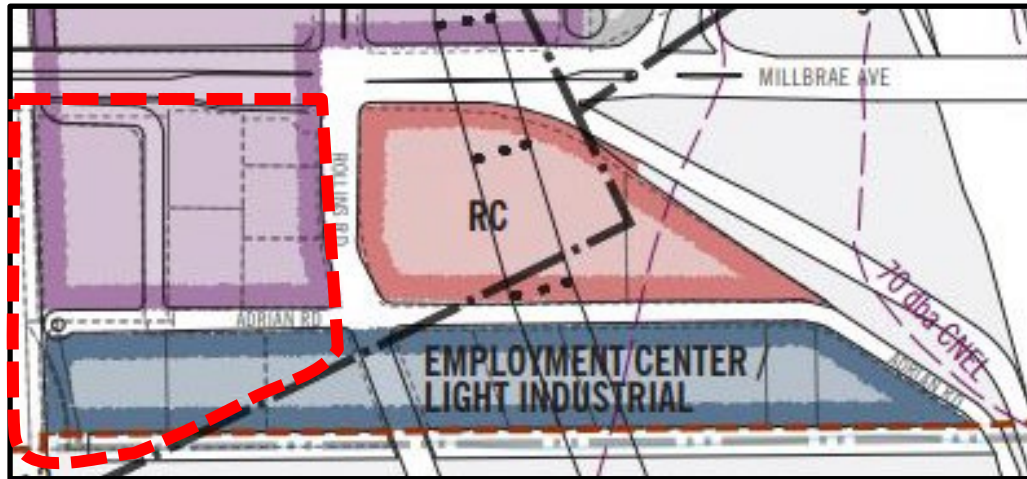 MILLBRAE AVE
ROLLINS RD
RC
70 dba CNEL
ADRIAN RD
EMPLOYMENT CENTER /
LIGHT INDUSTRIAL
ADRIAN RD